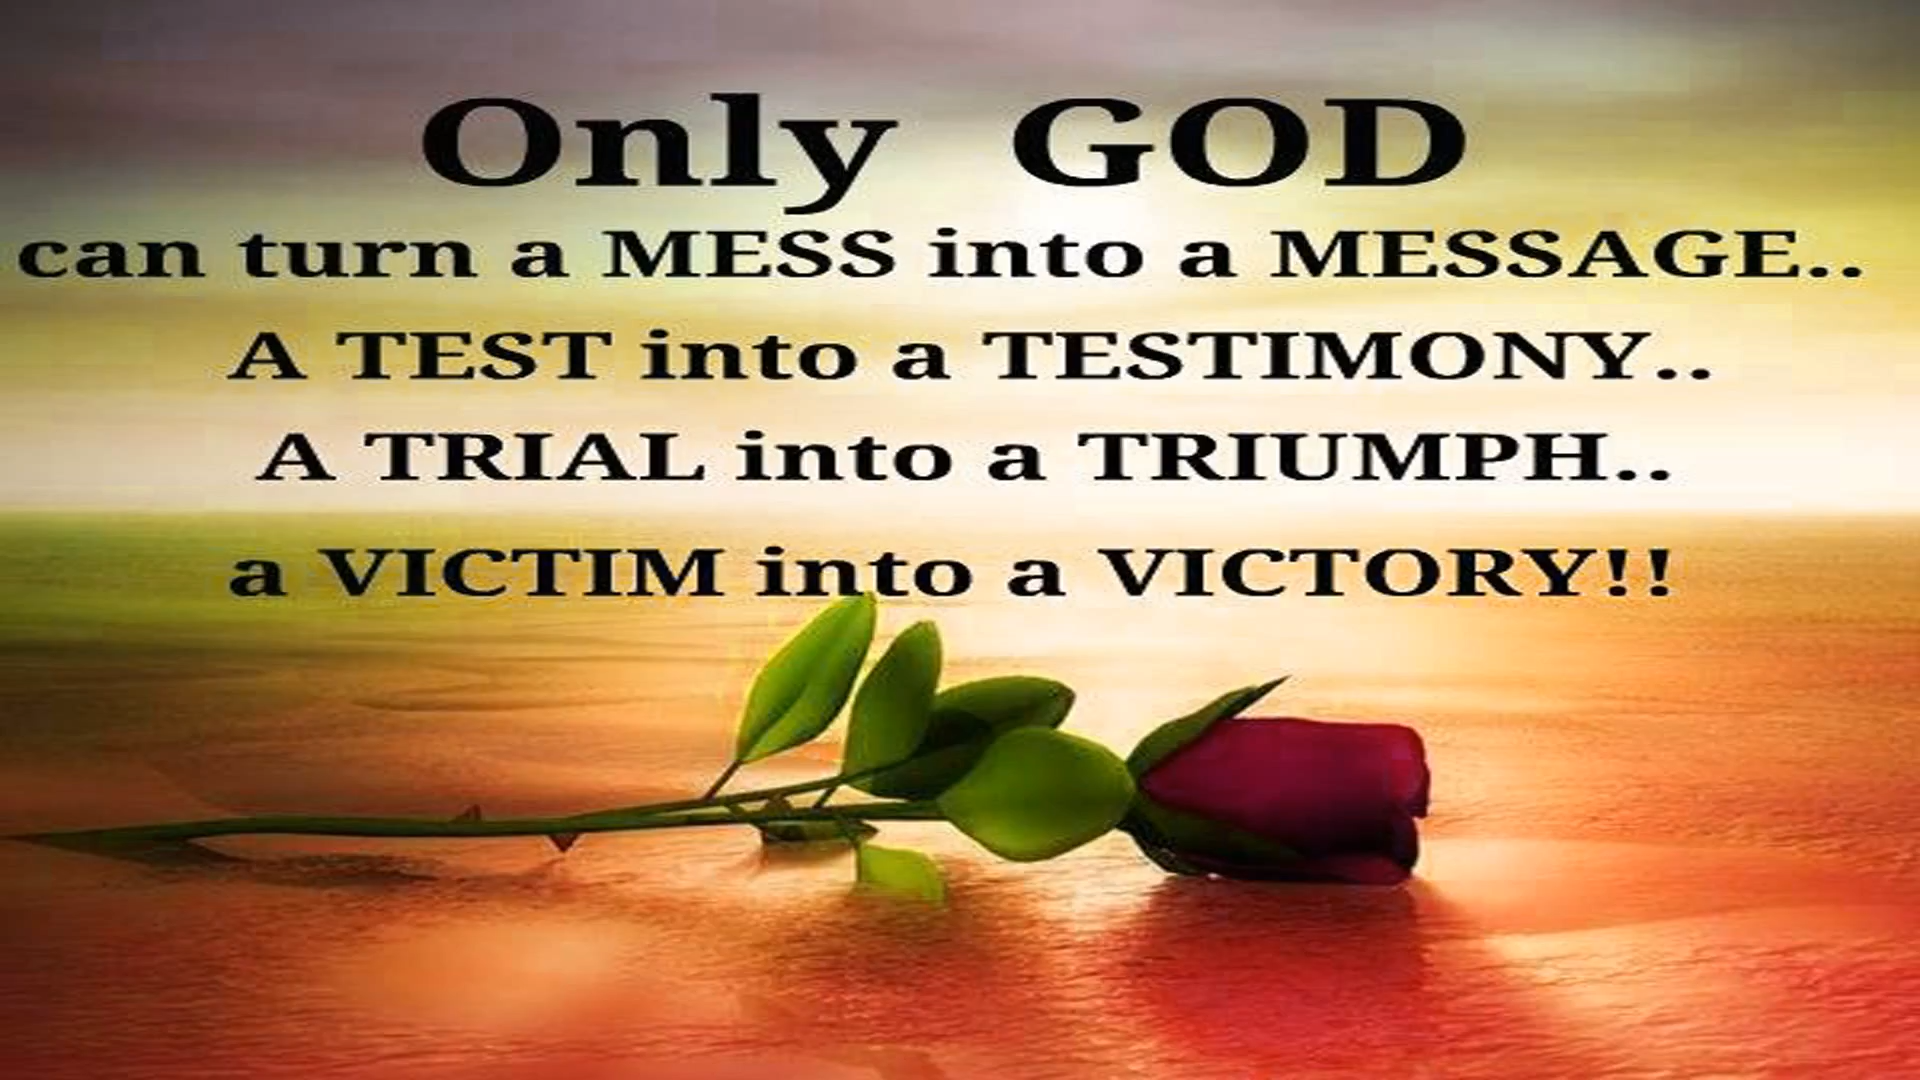 Only GOD
can turn a MESS into a MESSAGE..
A TEST into a TESTIMONY..
A TRIAL into a TRIUMPH..
a VICTIM into a VICTORY!!